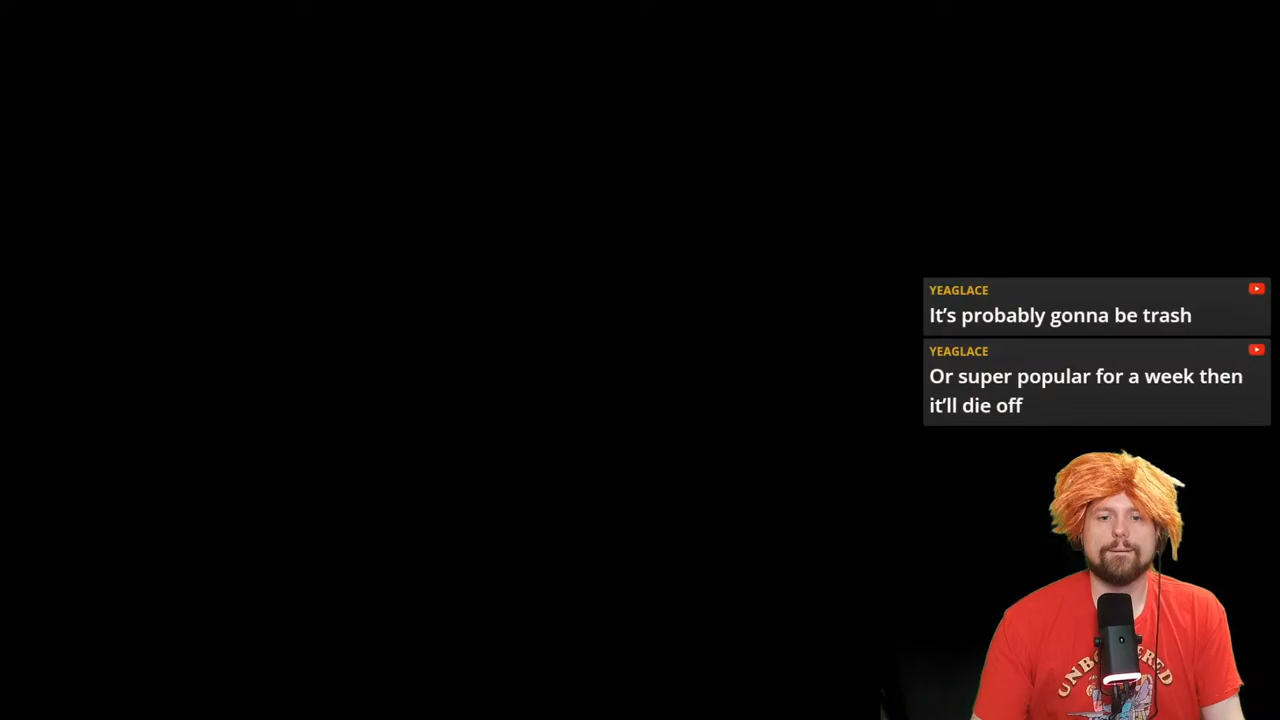 YEAGLACE
It’s probably gonna be trash
YEAGLACE
Or super popular for a week then
it’ll die off